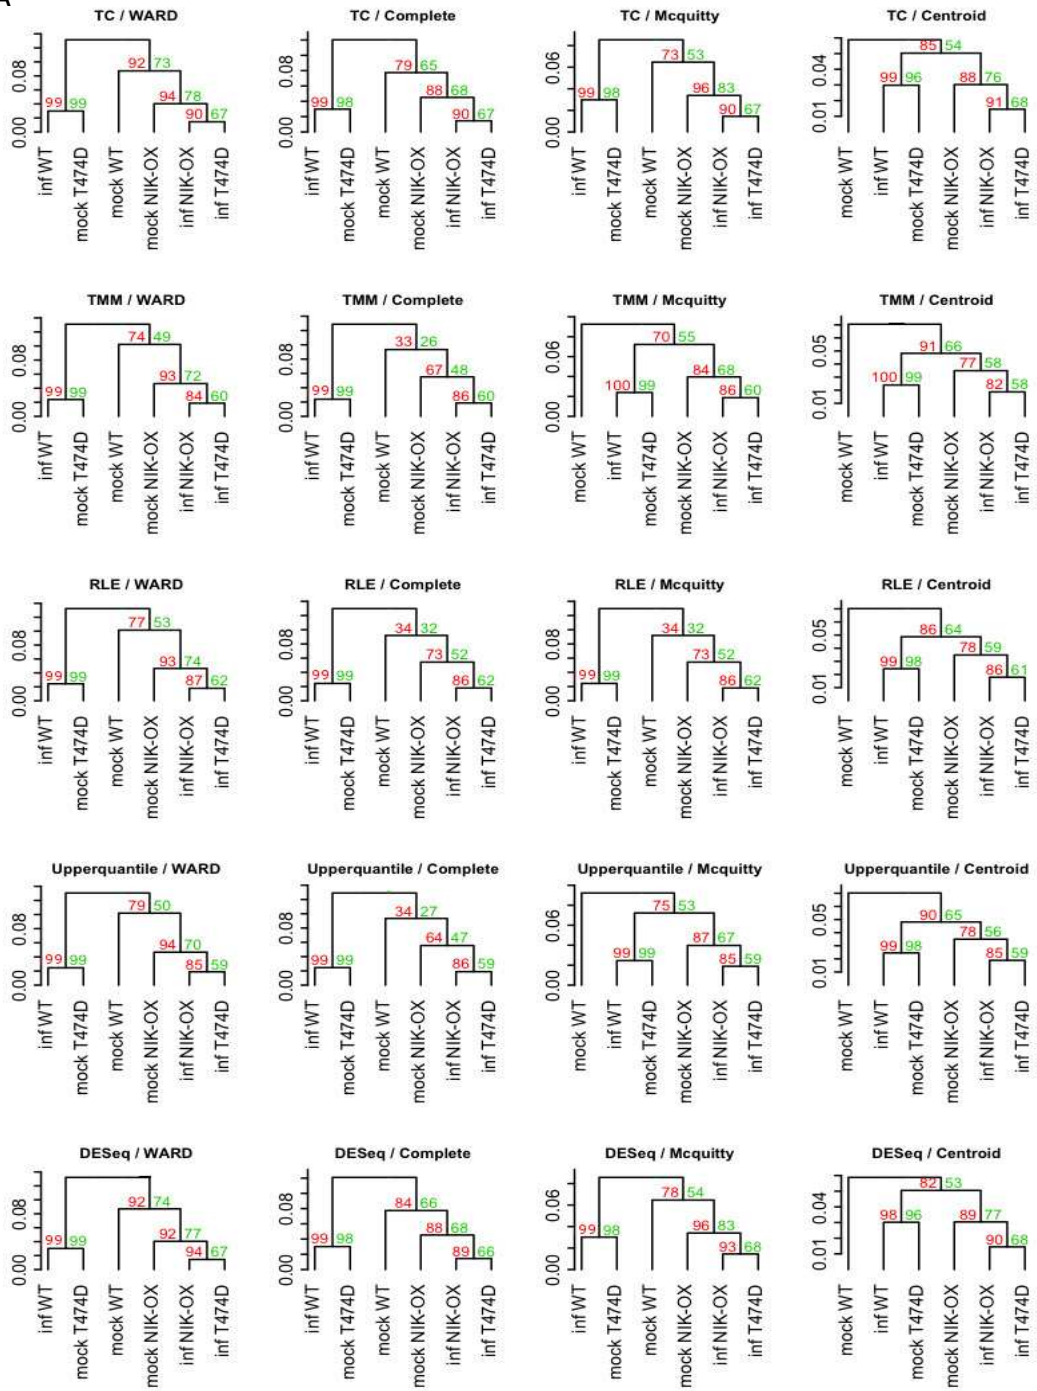 A
TC / WARD
TC / Complete
TC / Mcquitty
TC / Centroid
0.00 0.08
99 99 92 73 94 78 90 67
inf WT mock T474D mock WT mock NIK-OX inf NIK-OX inf T474D
0.00 0.08
99 98 79 65 88 68 90 67
inf WT mock T474D mock WT mock NIK-OX inf NIK-OX inf T474D
0.00 0.06
99 98 73 53 96 83 90 67
inf WT mock T474D mock WT mock NIK-OX inf NIK-OX inf T474D
0.01 0.04
85 54 99 96 88 76 91 68
mock WT inf WT mock T474D mock NIK-OX inf NIK-OX inf T474D
TMM / WARD
TMM / Complete
TMM / Mcquitty
TMM / Centroid
0.00 0.08
99 99 74 49 93 72 84 60
inf WT mock T474D mock WT mock NIK-OX inf NIK-OX inf T474D
0.00 0.08
99 99 33 26 67 48 86 60
inf WT mock T474D mock WT mock NIK-OX inf NIK-OX inf T474D
0.00 0.06
70 55 100 99 84 68 86 60
mock WT inf WT mock T474D mock NIK-OX inf NIK-OX inf T474D
0.01 0.05
91 66 100 99 77 58 82 58
mock WT inf WT mock T474D mock NIK-OX inf NIK-OX inf T474D
RLE / WARD
RLE / Complete
RLE / Mcquitty
RLE / Centroid
0.00 0.08
99 99 77 53 93 74 87 62
inf WT mock T474D mock WT mock NIK-OX inf NIK-OX inf T474D
0.00 0.08
99 99 34 32 73 52 86 62
inf WT mock T474D mock WT mock NIK-OX inf NIK-OX inf T474D
0.00 0.08
99 99 34 32 73 52 86 62
inf WT mock T474D mock WT mock NIK-OX inf NIK-OX inf T474D
0.01 0.05
86 64 99 98 78 59 86 61
mock WT inf WT mock T474D mock NIK-OX inf NIK-OX inf T474D
Upperquantile / WARD
Upperquantile / Complete
Upperquantile / Mcquitty
Upperquantile / Centroid
0.00 0.08
99 99 79 50 94 70 85 59
inf WT mock T474D mock WT mock NIK-OX inf NIK-OX inf T474D
0.00 0.08
99 99 34 27 64 47 86 59
inf WT mock T474D mock WT mock NIK-OX inf NIK-OX inf T474D
0.00 0.06
75 53 99 99 87 67 85 59
mock WT inf WT mock T474D mock NIK-OX inf NIK-OX inf T474D
0.01 0.05
90 65 99 98 78 56 85 59
mock WT inf WT mock T474D mock NIK-OX inf NIK-OX inf T474D
DESeq / WARD
DESeq / Complete
DESeq / Mcquitty
DESeq / Centroid
0.00 0.08
99 99 92 74 92 77 94 67
inf WT mock T474D mock WT mock NIK-OX inf NIK-OX inf T474D
0.00 0.08
99 98 84 66 88 68 89 66
inf WT mock T474D mock WT mock NIK-OX inf NIK-OX inf T474D
0.00 0.06
99 98 78 54 96 83 93 68
inf WT mock T474D mock WT mock NIK-OX inf NIK-OX inf T474D
0.01 0.04
82 53 98 96 89 77 90 68
mock WT inf WT mock T474D mock NIK-OX inf NIK-OX inf T474D